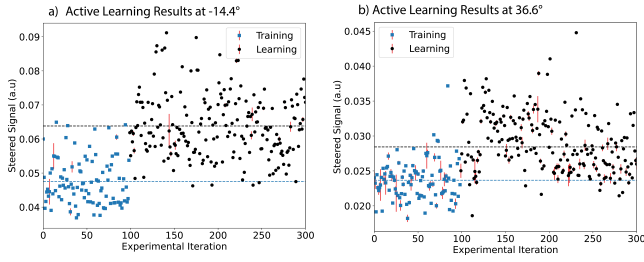 a) Active Learning Results at -14.4°
Steered Signal (a.u)
0.09
0.08
0.07
0.06
0.05
0.04
0
50
100
150
200
250
300
Experimental Iteration
Training
Learning
b) Active Learning Results at 36.6°
Steered Signal (a.u)
0.045
0.040
0.035
0.030
0.025
0.020
0
50
100
150
200
250
300
Experimental Iteration
Training
Learning